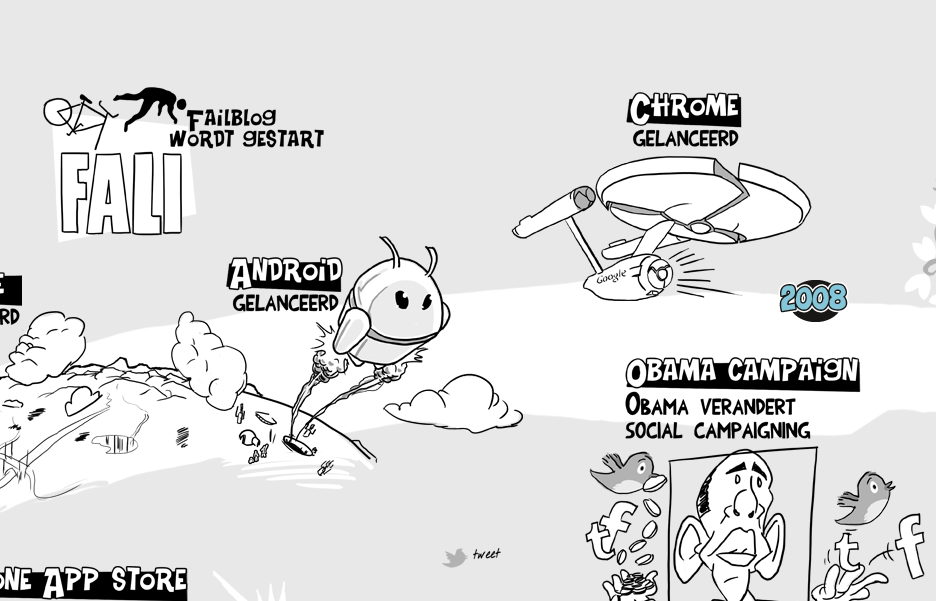 FAILBLOG
WORDT GESTART
FALI
CHROME
GELANCEERD
Google
ANDROID
GELANCEERD
E
RD
2008
OBAMA CAMPAIGN
OBAMA VERANDERT
SOCIAL CAMPAIGNING
t f
t f
tweet
ONE APP STORE